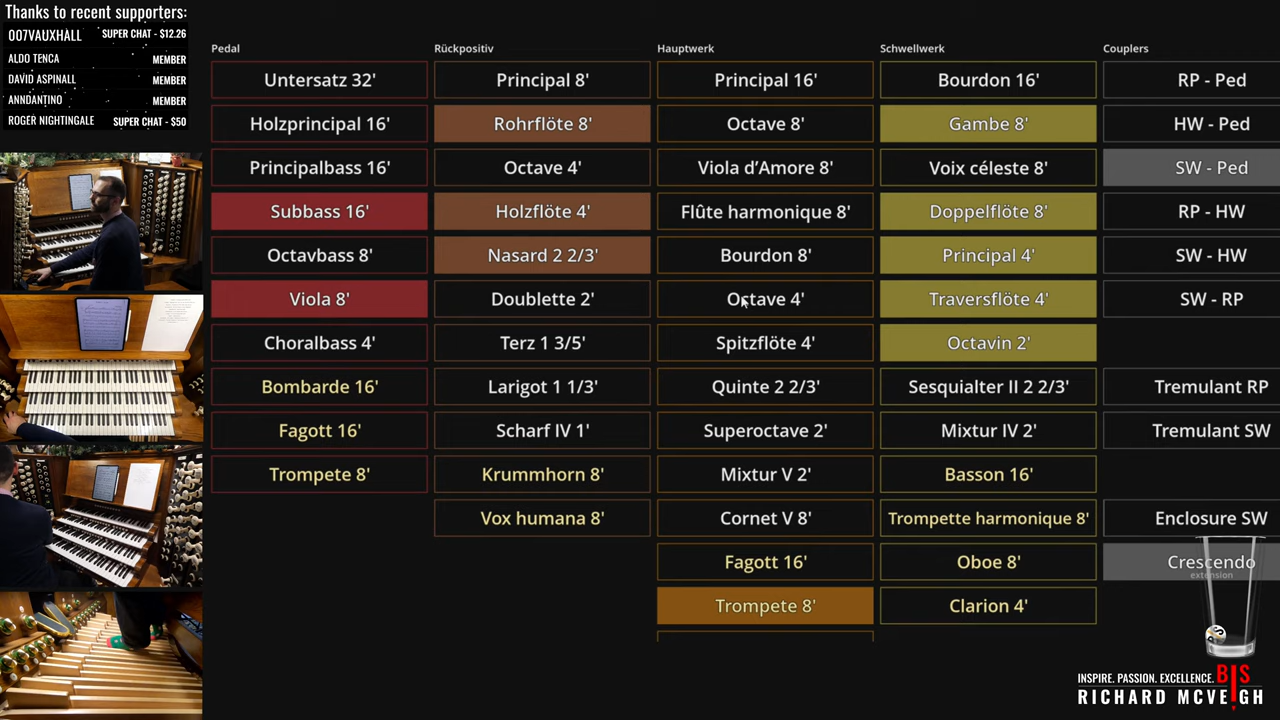 Thanks to recent supporters:
007VAUXHALL SUPER CHAT - $12.26
ALDO TENCA MEMBER
DAVID ASPINALL MEMBER
ANNDANTINO MEMBER
ROGER NIGHTINGALE SUPER CHAT - $50
Pedal
Untersatz 32'
Holzprincipal 16'
Principalbass 16'
Subbass 16'
Octavbass 8'
Viola 8'
Choralbass 4'
Bombarde 16'
Fagott 16'
Trompete 8'
Rückpositiv
Principal 8'
Rohrflöte 8'
Octave 4'
Holzflöte 4'
Nasard 2 2/3'
Doublette 2'
Terz 1 3/5'
Larigot 1 1/3'
Scharf IV 1'
Krummhorn 8'
Vox humana 8'
Hauptwerk
Principal 16'
Octave 8'
Viola d’Amore 8'
Flûte harmonique 8'
Bourdon 8'
Octave 4'
Spitzflöte 4'
Quinte 2 2/3'
Superoctave 2'
Mixtur V 2'
Cornet V 8'
Fagott 16'
Trompete 8'
Schwellwerk
Bourdon 16'
Gambe 8'
Voix céleste 8'
Doppelflöte 8'
Principal 4'
Traversflöte 4'
Octavin 2'
Sesquialter II 2 2/3'
Mixtur IV 2'
Basson 16'
Trompette harmonique 8'
Oboe 8'
Clarion 4'
Couplers
RP - Ped
HW - Ped
SW - Ped
RP - HW
SW - HW
SW - RP
Tremulant RP
Tremulant SW
Enclosure SW
Crescendo
extension
INSPIRE. PASSION. EXCELLENCE. BIS
RICHARD MCVEIGH